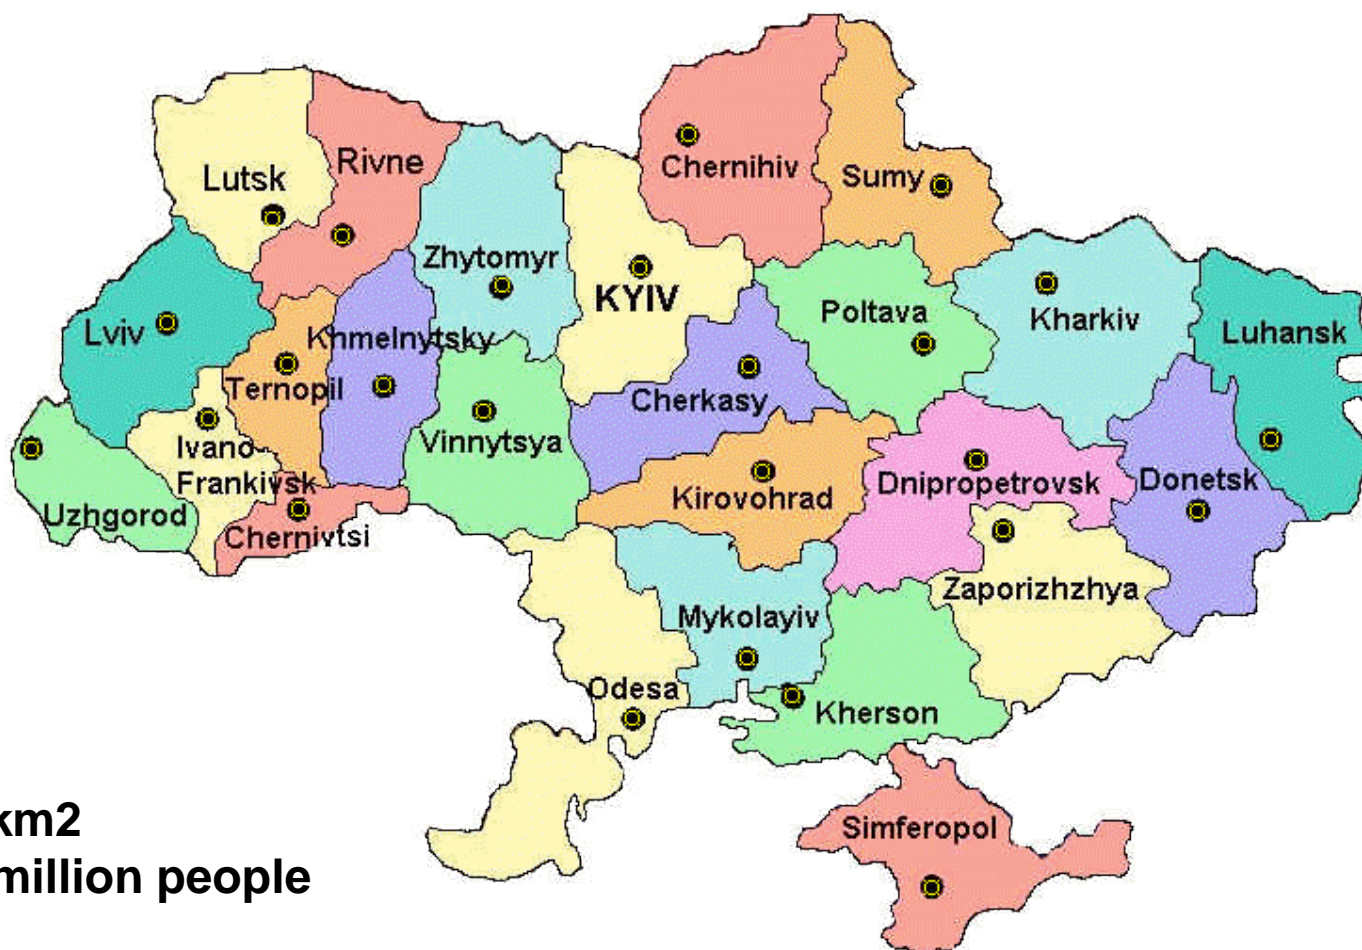 Lutsk
Rivne
Chernihiv
Sumy
Zhytomyr
KYIV
Lviv
Khmelnytsky
Poltava
Kharkiv
Luhansk
Ternopil
Cherkasy
Ivano-
Frankivsk
Vinnytsya
Uzhgorod
Chernivtsi
Kirovohrad
Dnipropetrovsk
Donetsk
Zaporizhzhya
Mykolayiv
Odesa
Kherson
Simferopol
km2
million people